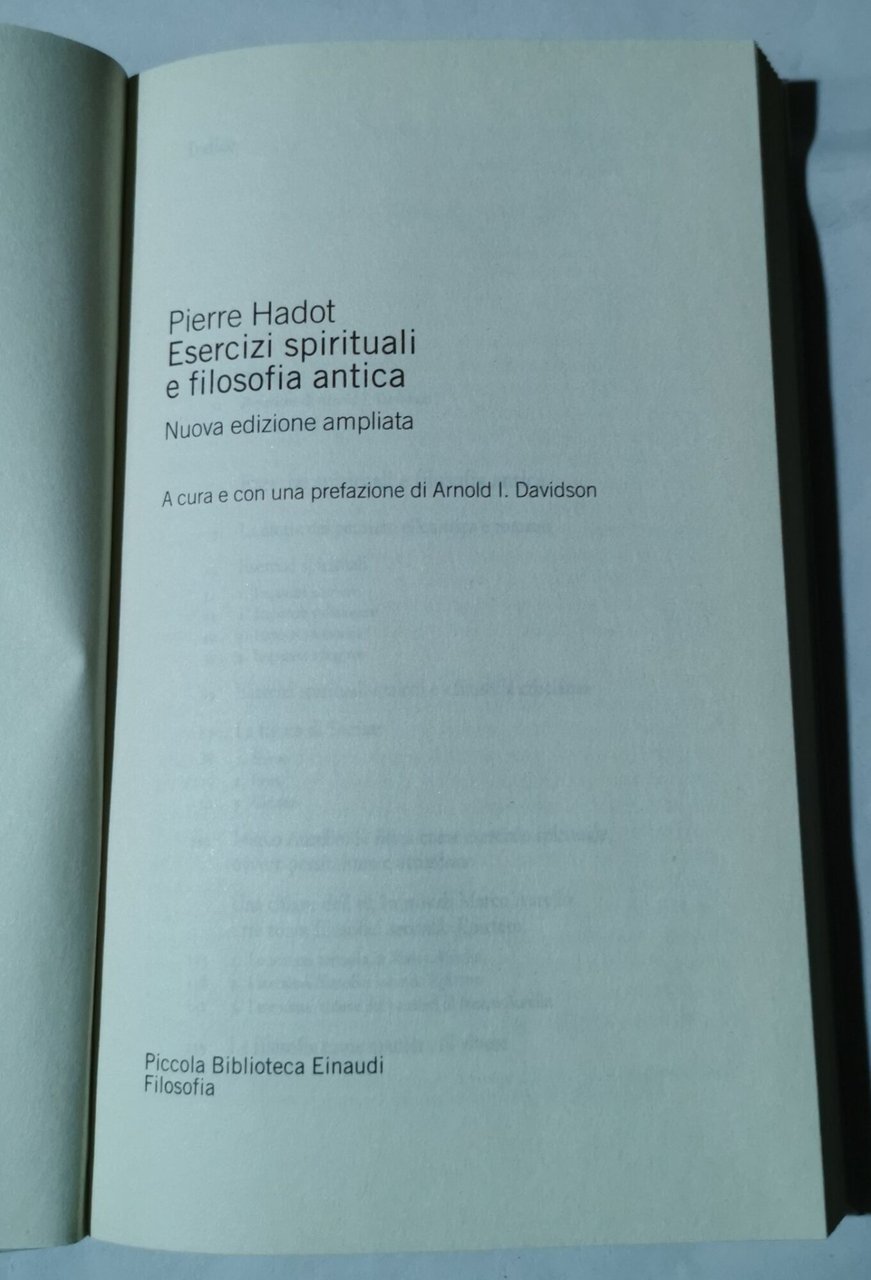 Pierre Hadot
Esercizi spirituali
e filosofia antica
Nuova edizione ampliata
A cura e con una prefazione di Arnold I. Davidson
Piccola Biblioteca Einaudi
Filosofia